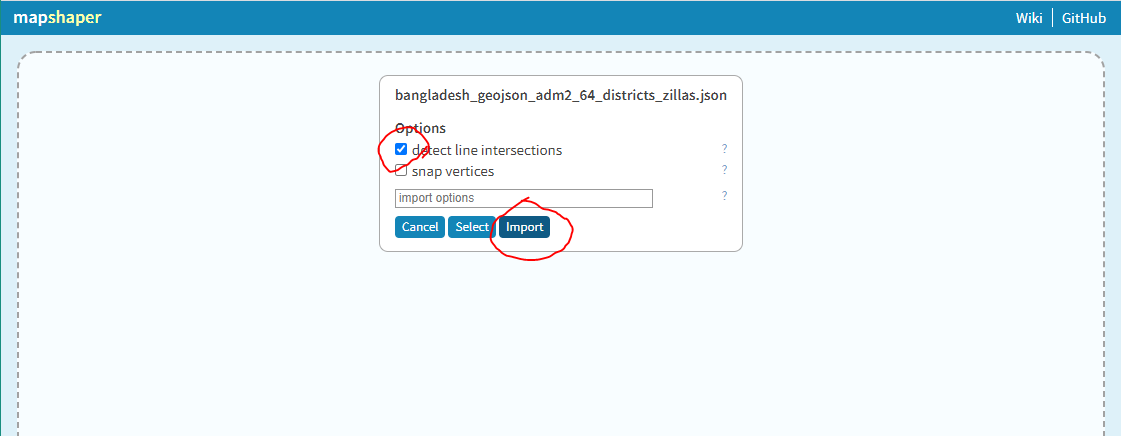 mapshaper
Wiki GitHub
bangladesh_geojson_adm2_64_districts_zillas.json
Options
detect line intersections ?
snap vertices ?
import options ?
Cancel Select Import